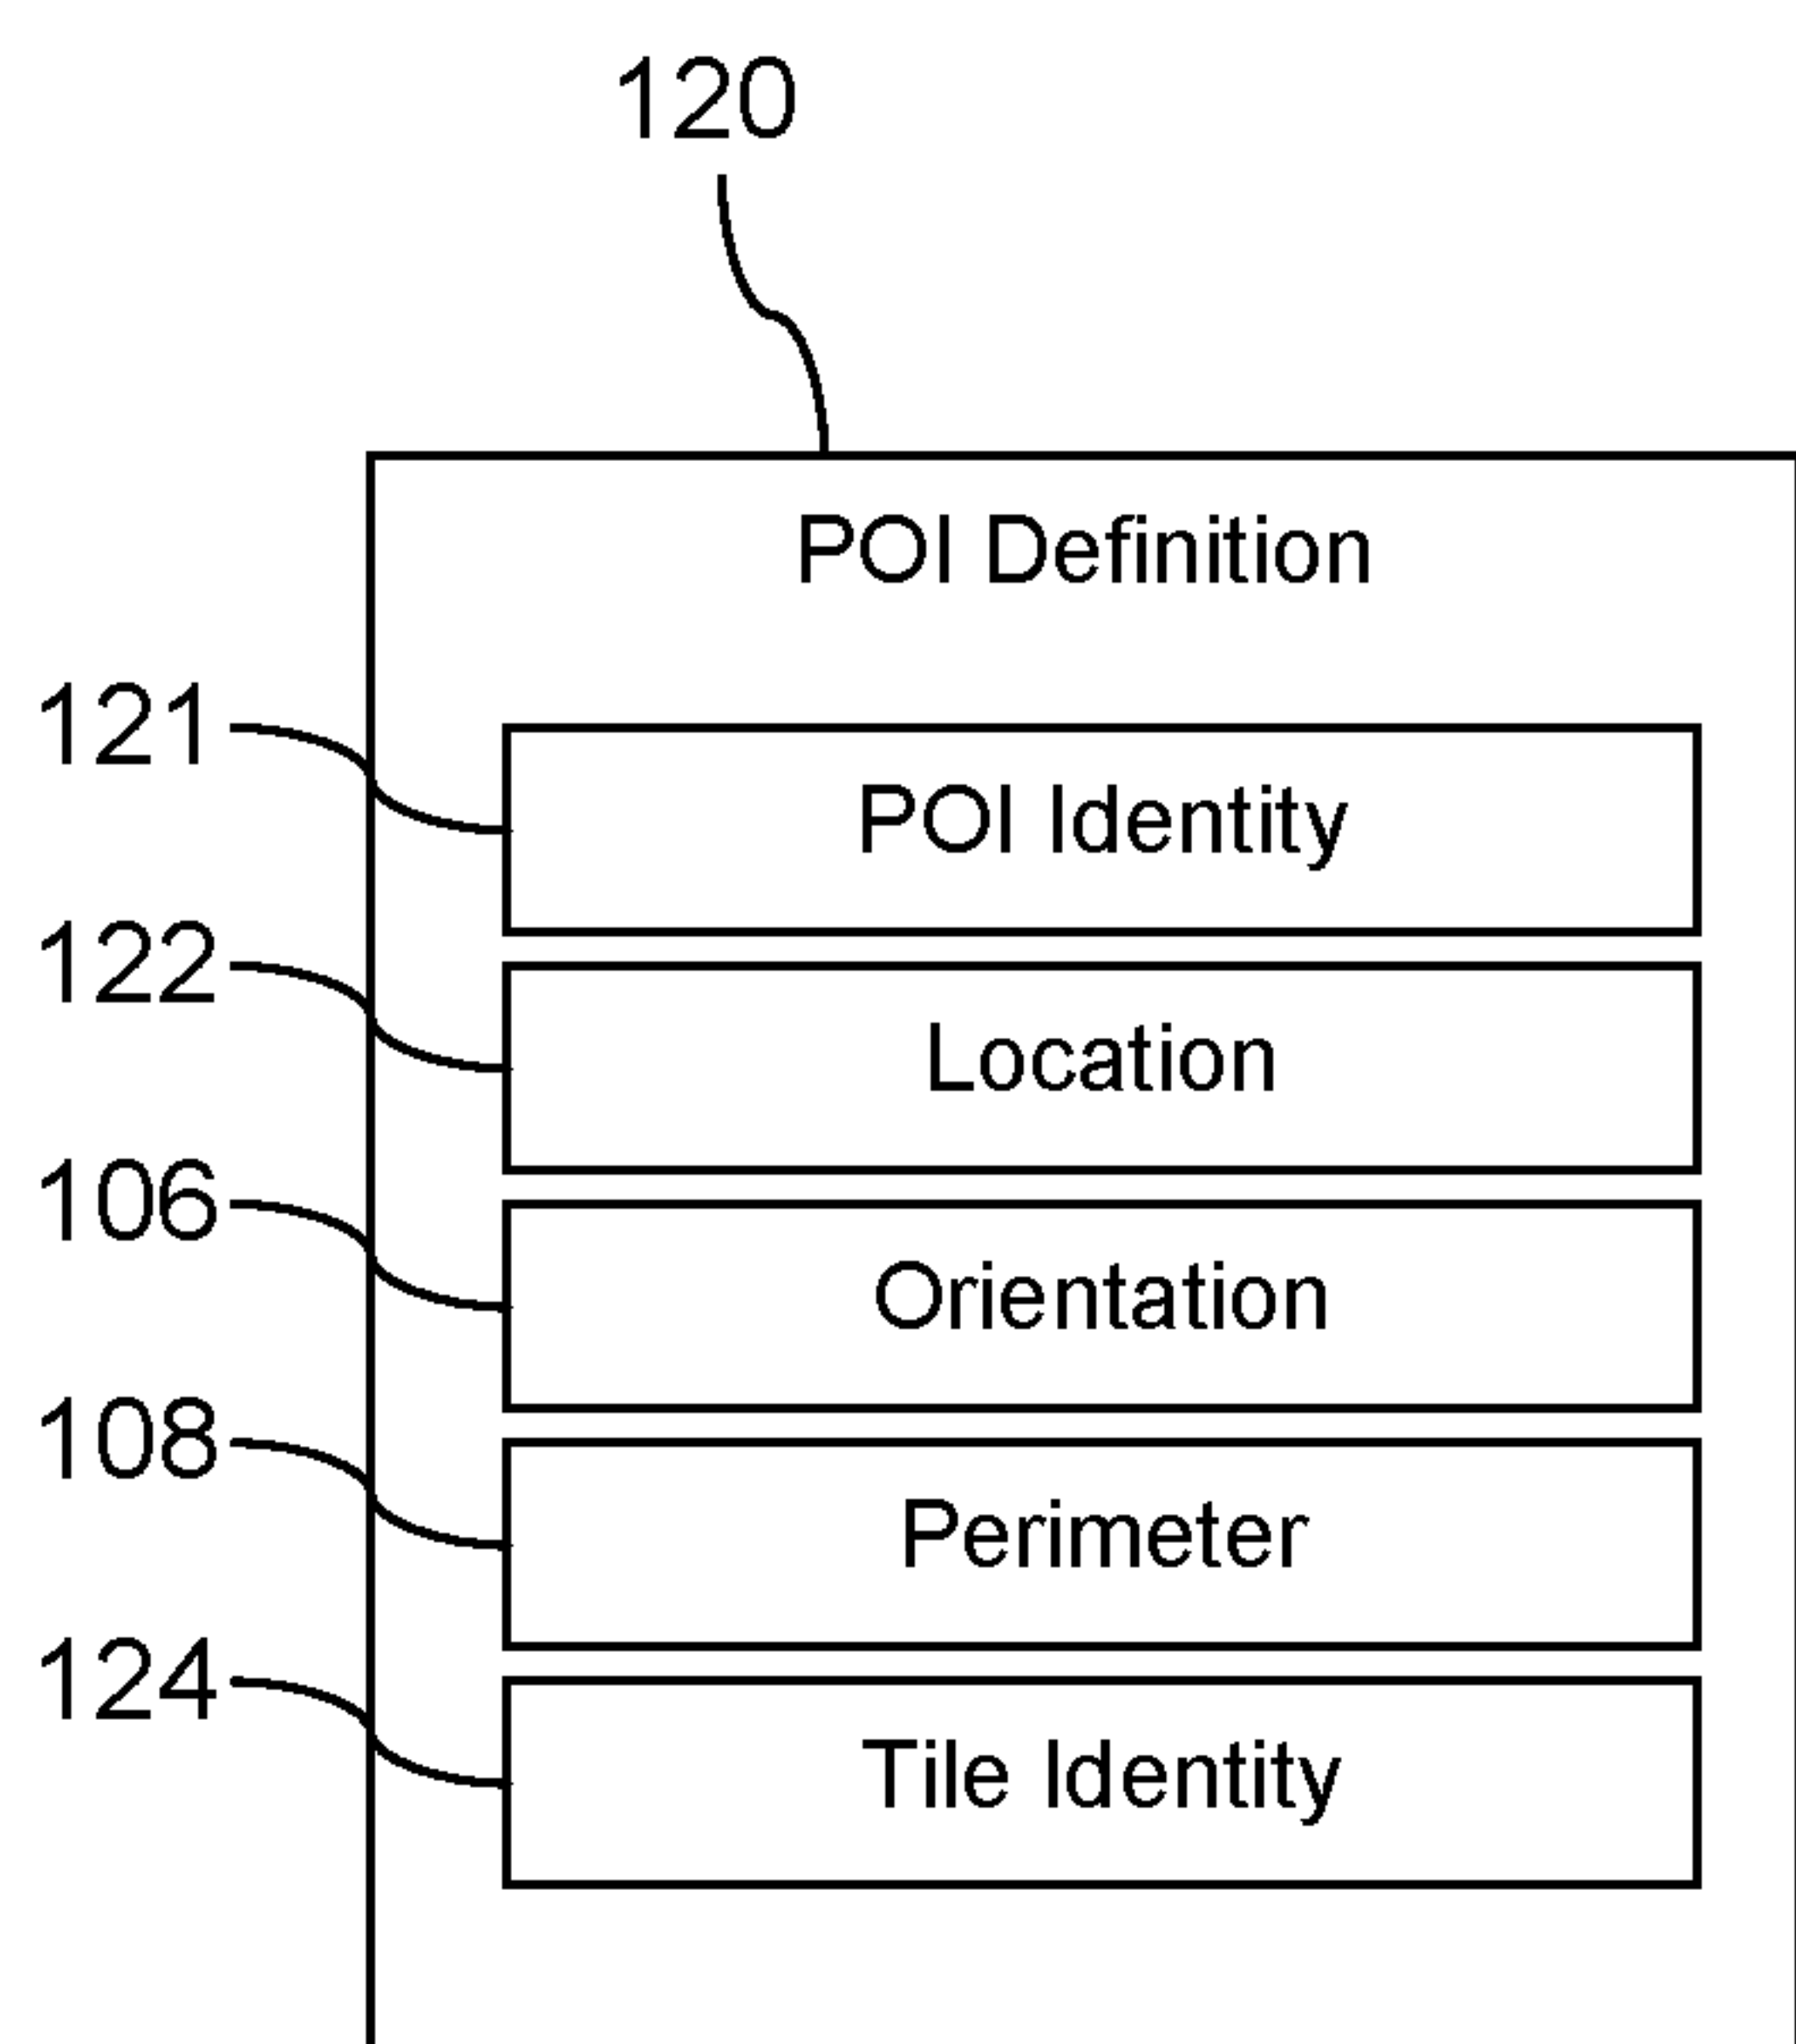 120
POI Definition
121
POI Identity
122
Location
106
Orientation
108
Perimeter
124
Tile Identity